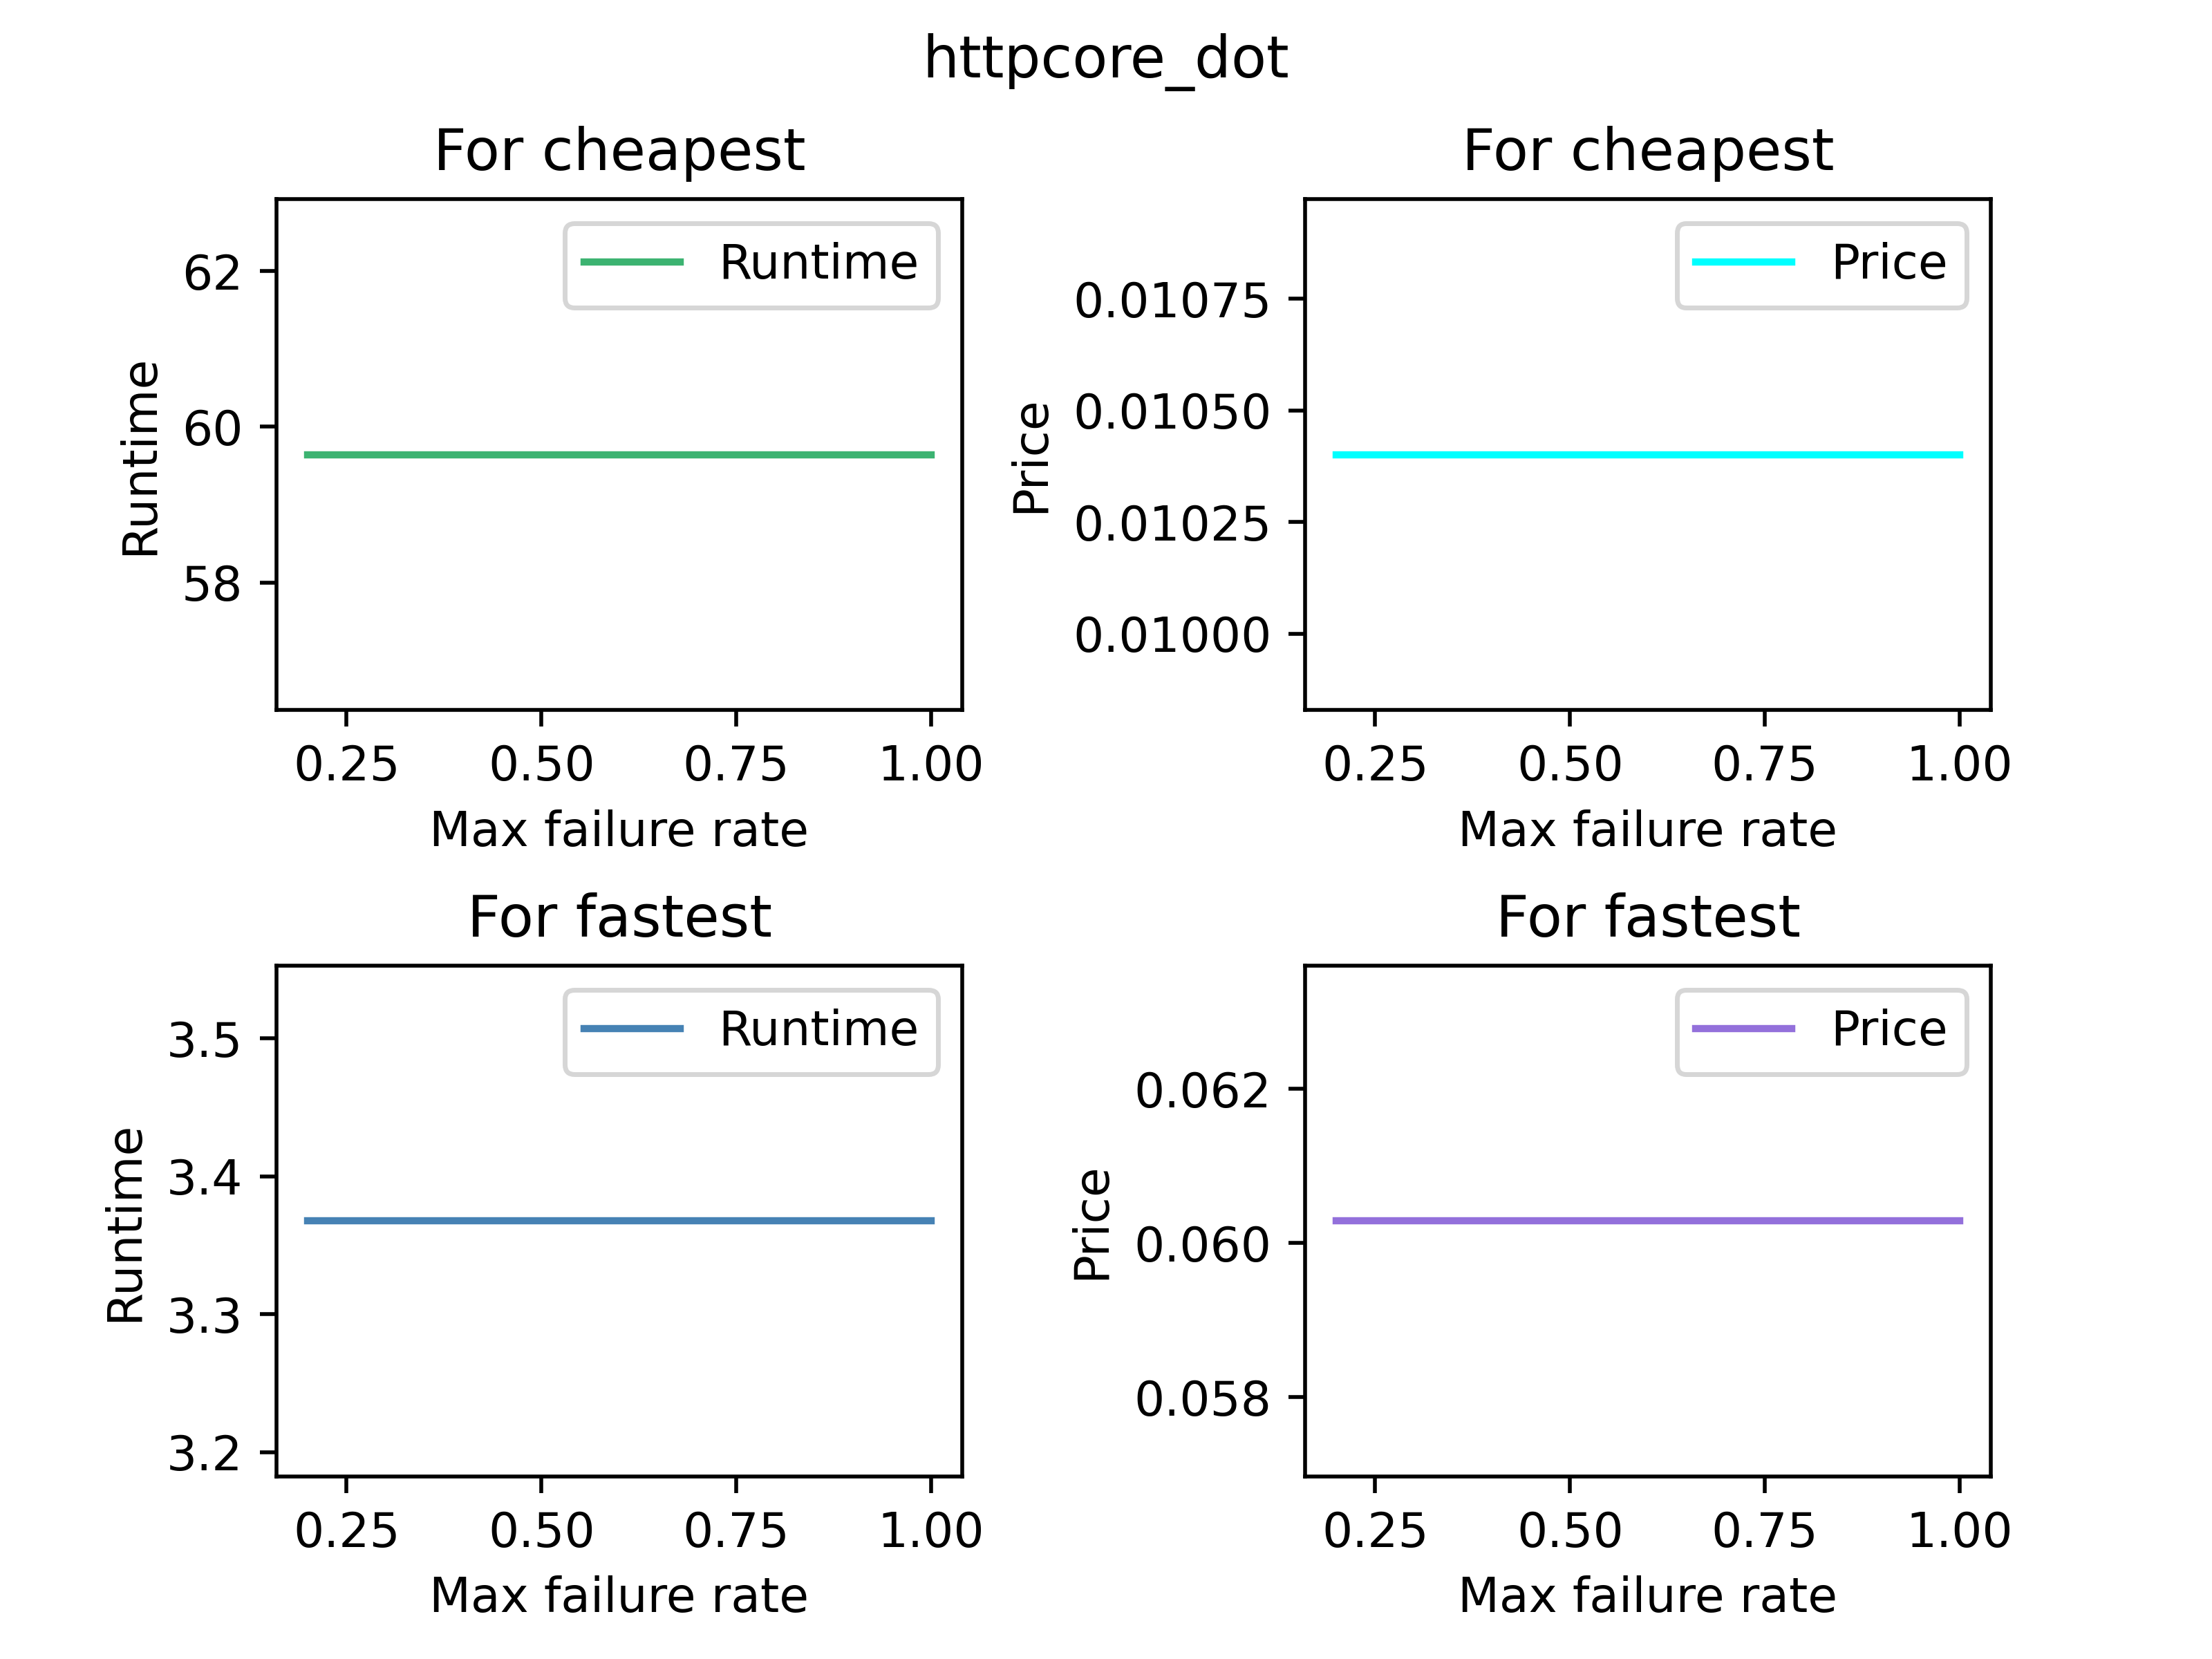 httpcore_dot
For cheapest
Runtime
62
60
58
Runtime
0.25 0.50 0.75 1.00
Max failure rate
For cheapest
Price
0.01075
0.01050
0.01025
0.01000
Price
0.25 0.50 0.75 1.00
Max failure rate
For fastest
Runtime
3.5
3.4
3.3
3.2
Runtime
0.25 0.50 0.75 1.00
Max failure rate
For fastest
Price
0.062
0.060
0.058
Price
0.25 0.50 0.75 1.00
Max failure rate